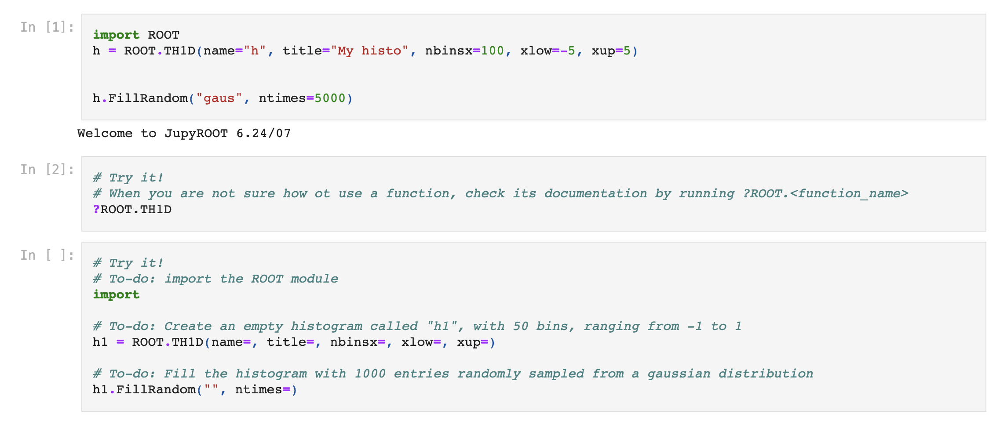 In [1]:
import ROOT
h = ROOT.TH1D(name="h", title="My histo", nbinsx=100, xlow=-5, xup=5)
h.FillRandom("gaus", ntimes=5000)
Welcome to JupyROOT 6.24/07
In [2]:
# Try it!
# When you are not sure how ot use a function, check its documentation by running ?ROOT.<function_name>
?ROOT.TH1D
In [ ]:
# Try it!
# To-do: import the ROOT module
import
# To-do: Create an empty histogram called "h1", with 50 bins, ranging from -1 to 1
h1 = ROOT.TH1D(name=, title=, nbinsx=, xlow=, xup=)
# To-do: Fill the histogram with 1000 entries randomly sampled from a gaussian distribution
h1.FillRandom("", ntimes=)